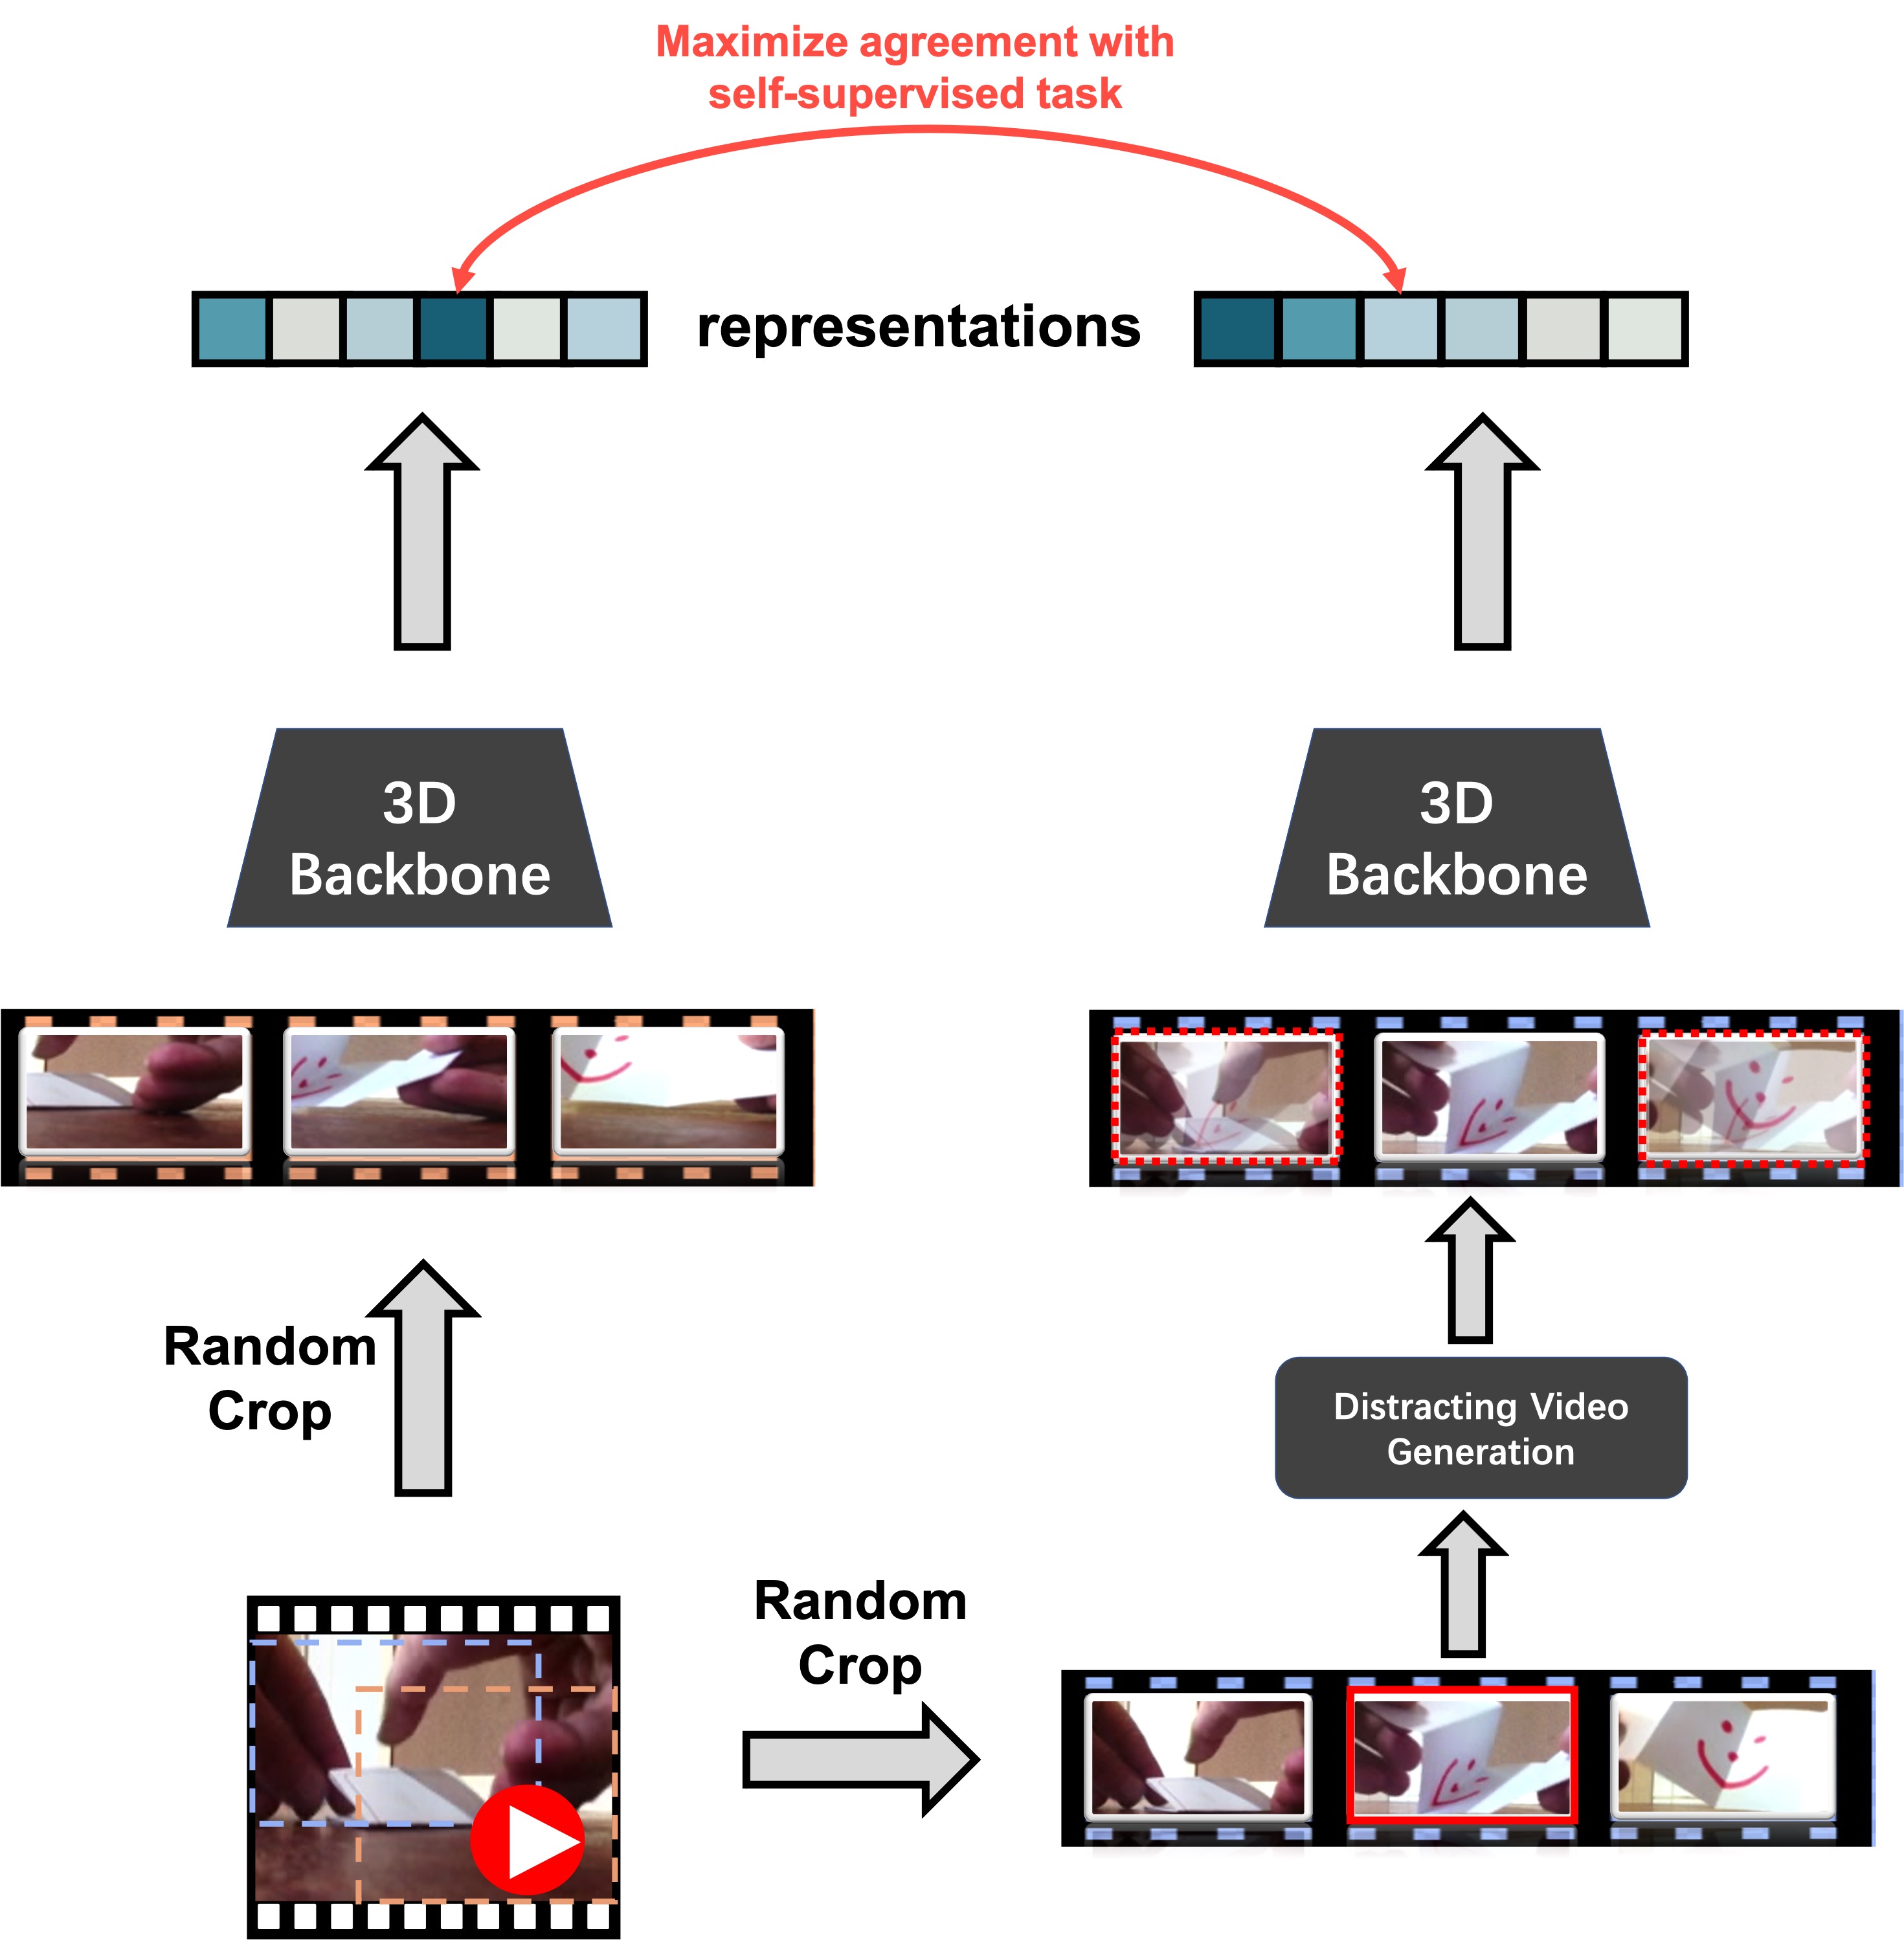 Maximize agreement with
self-supervised task
representations
3D
Backbone
3D
Backbone
Random
Crop
Distracting Video
Generation
Random
Crop